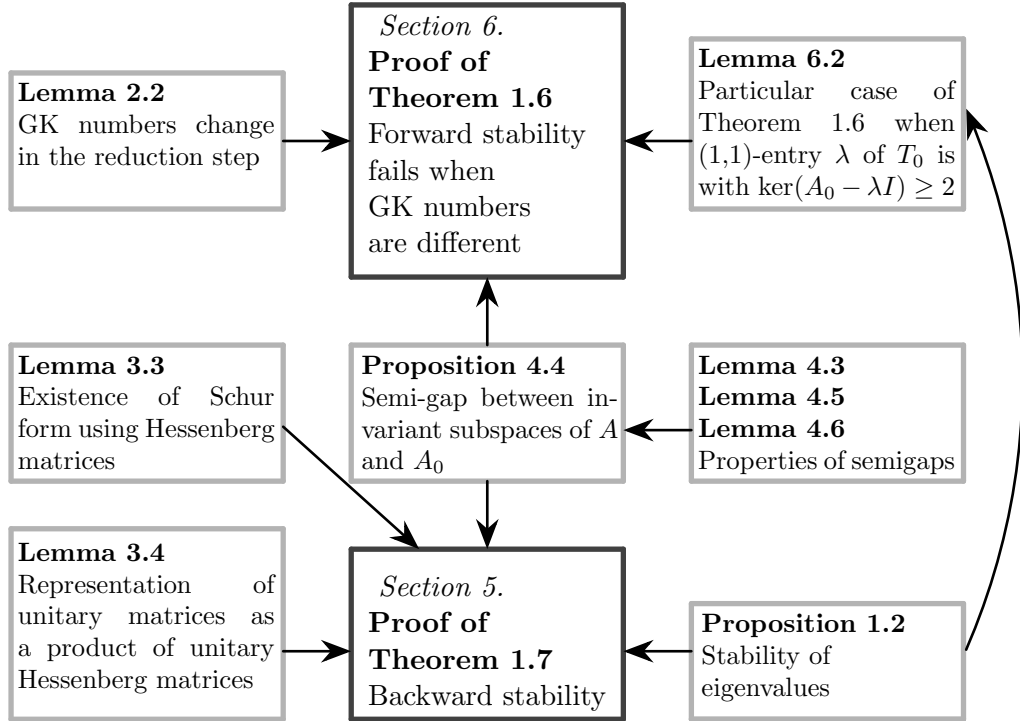 Lemma 2.2
GK numbers change
in the reduction step
Section 6.
Proof of
Theorem 1.6
Forward stability
fails when
GK numbers
are different
Lemma 6.2
Particular case of
Theorem 1.6 when
(1,1)-entry λ of T₀ is
with ker(A₀ − λI) ≥ 2
Lemma 3.3
Existence of Schur
form using Hessenberg
matrices
Proposition 4.4
Semi-gap between in-
variant subspaces of A
and A₀
Lemma 4.3
Lemma 4.5
Lemma 4.6
Properties of semigaps
Lemma 3.4
Representation of
unitary matrices as
a product of unitary
Hessenberg matrices
Section 5.
Proof of
Theorem 1.7
Backward stability
Proposition 1.2
Stability of
eigenvalues